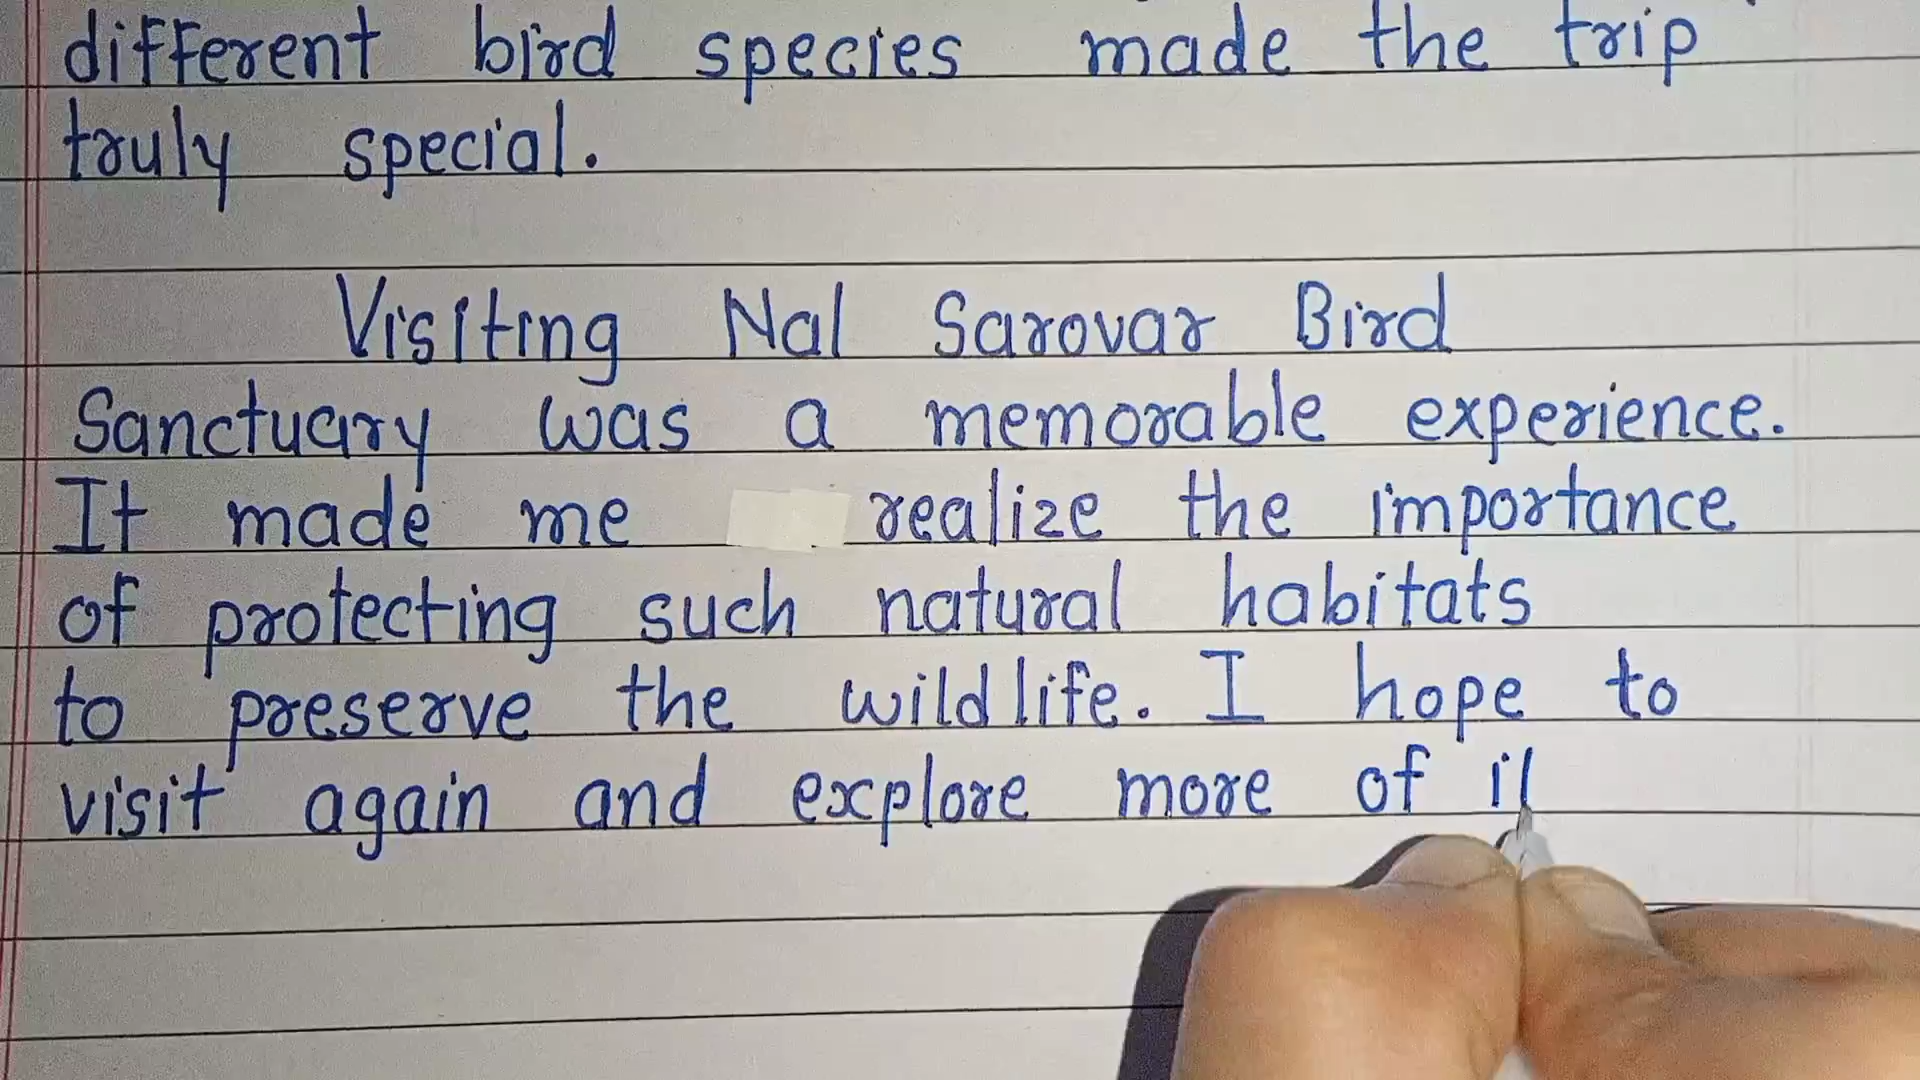 different bird species made the trip
truly special.
Visiting Nal Sarovar Bird
Sanctuary was a memorable experience.
It made me realize the importance
of protecting such natural habitats
to preserve the wildlife. I hope to
visit again and explore more of